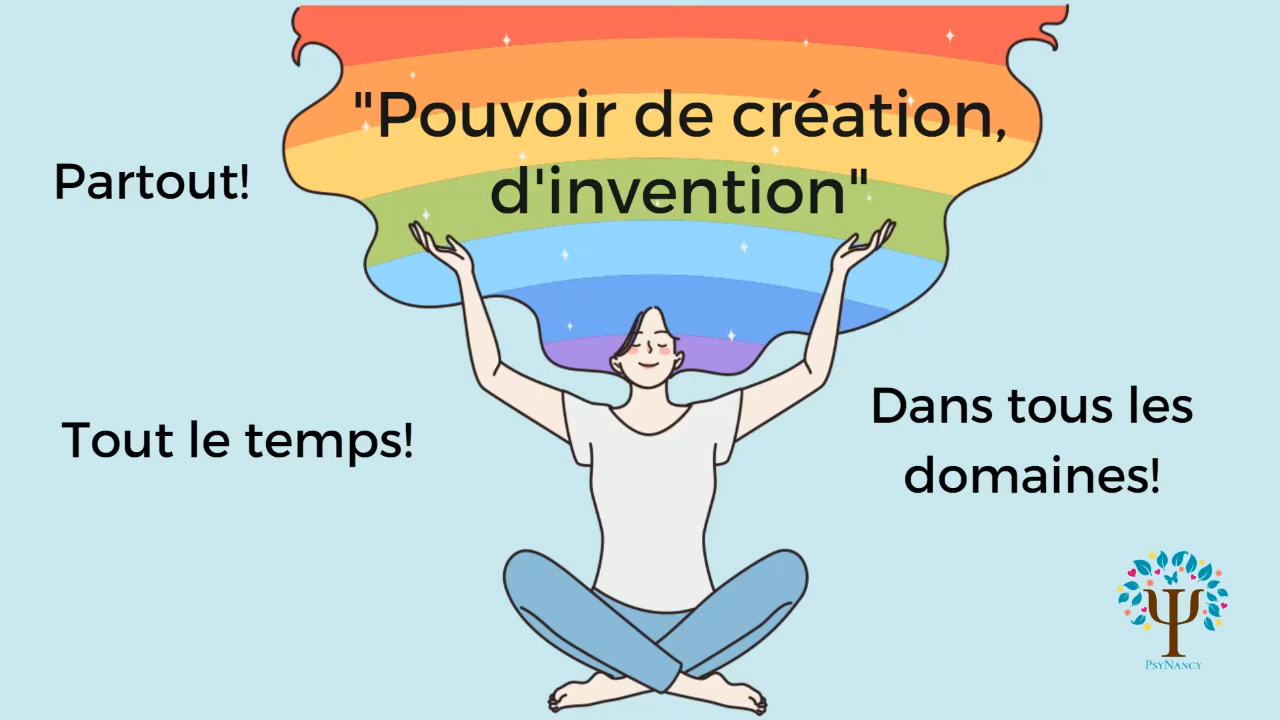 "Pouvoir de création,
d'invention"
Partout!
Tout le temps!
Dans tous les
domaines!
PsyNancy